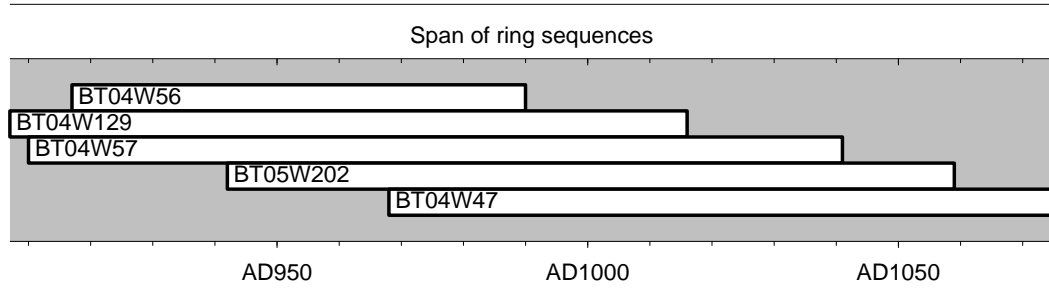 Span of ring sequences
BT04W56
BT04W129
BT04W57
BT05W202
BT04W47
AD950 AD1000 AD1050